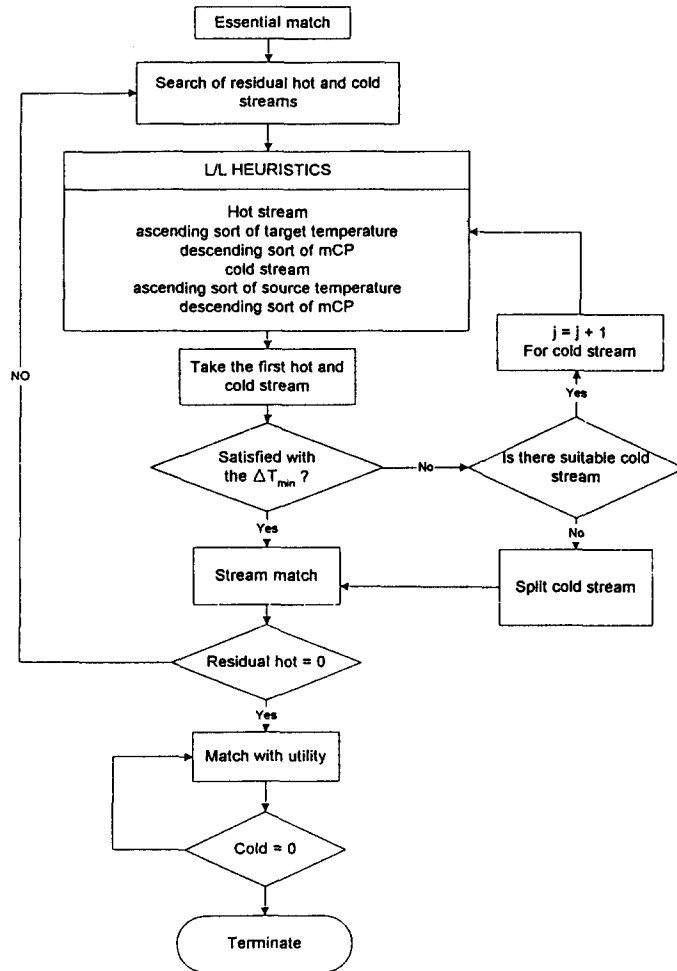 Essential match
Search of residual hot and cold
streams
L/L HEURISTICS
Hot stream
ascending sort of target temperature
descending sort of mCP
cold stream
ascending sort of source temperature
descending sort of mCP
j = j + 1
For cold stream
NO
Take the first hot and
cold stream
Yes
Satisfied with
the ΔTmin ?
No
Is there suitable cold
stream
Yes
No
Stream match
Split cold stream
Residual hot = 0
Yes
Match with utility
Cold = 0
Terminate